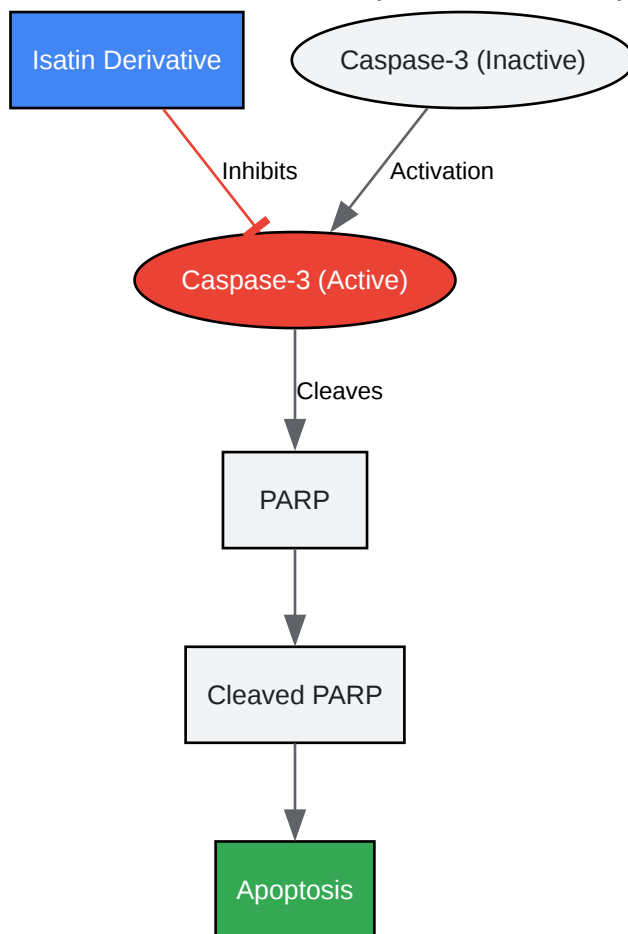 Isatin Derivative
Caspase-3 (Inactive)
Inhibits
Activation
Caspase-3 (Active)
Cleaves
PARP
Cleaved PARP
Apoptosis